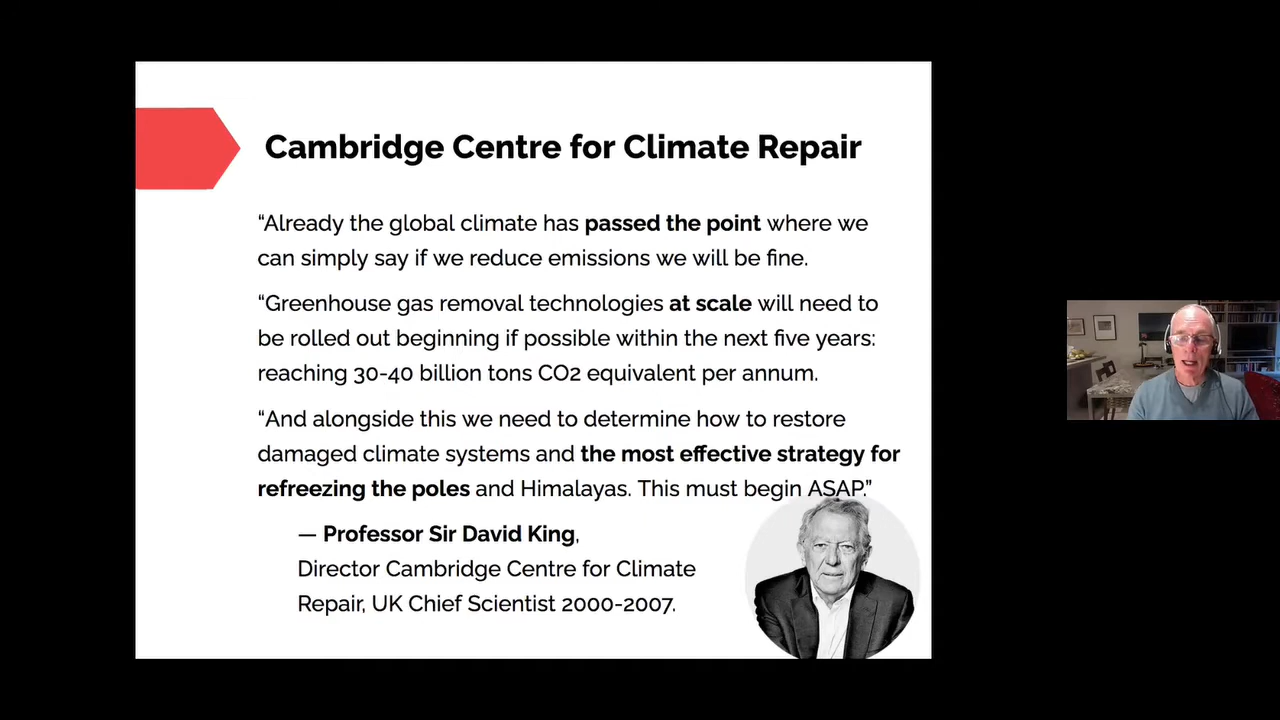 Cambridge Centre for Climate Repair
“Already the global climate has passed the point where we
can simply say if we reduce emissions we will be fine.
“Greenhouse gas removal technologies at scale will need to
be rolled out beginning if possible within the next five years:
reaching 30-40 billion tons CO2 equivalent per annum.
“And alongside this we need to determine how to restore
damaged climate systems and the most effective strategy for
refreezing the poles and Himalayas. This must begin ASAP.”
— Professor Sir David King,
Director Cambridge Centre for Climate
Repair, UK Chief Scientist 2000-2007.